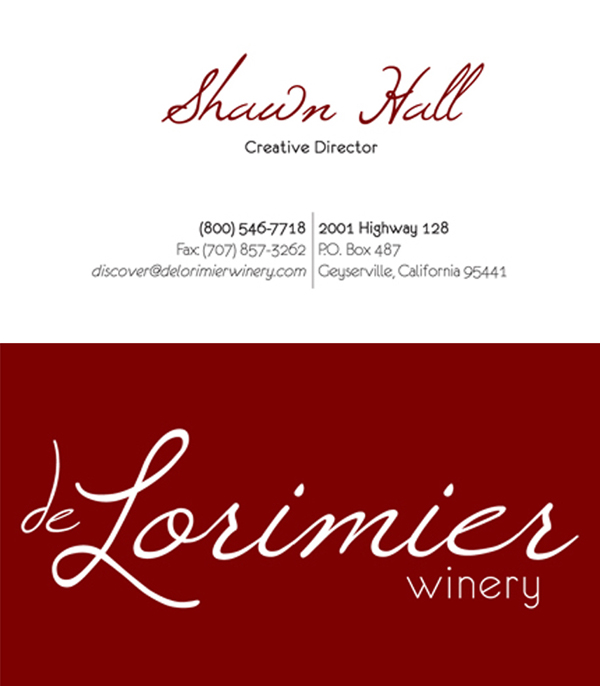 Shawn Hall
Creative Director
(800) 546-7718
Fax: (707) 857-3262
discover@delorimierwinery.com
2001 Highway 128
P.O. Box 487
Geyserville, California 95441
de Lorimier
winery